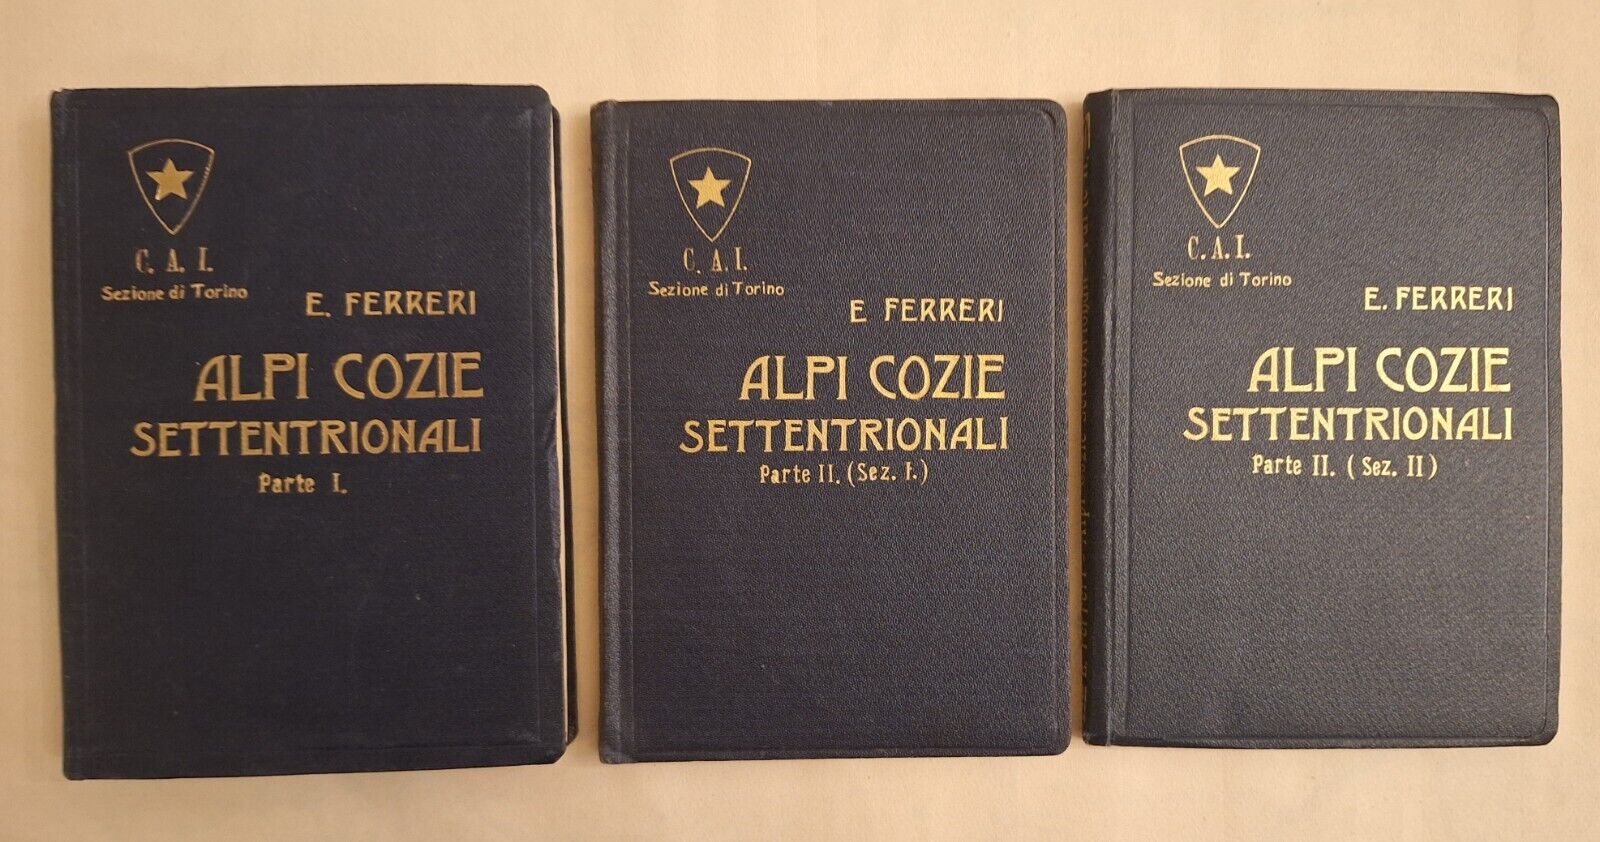 C. A. I.
Sezione di Torino
E. FERRERI
ALPI COZIE
SETTENTRIONALI
Parte I.
C. A. I.
Sezione di Torino
E FERRERI
ALPI COZIE
SETTENTRIONALI
Parte II. (Sez. I.)
C. A. I.
Sezione di Torino
E. FERRERI
ALPI COZIE
SETTENTRIONALI
Parte II. ( Sez. II )